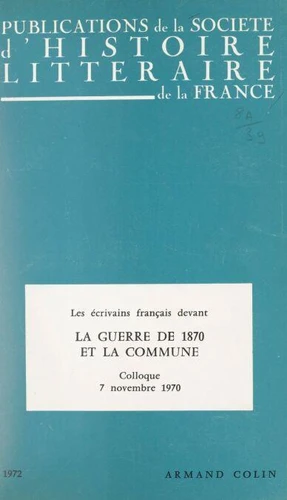 PUBLICATIONS de la SOCIETE
d'HISTOIRE
LITTERAIRE
de la FRANCE
Les écrivains français devant
LA GUERRE DE 1870
ET LA COMMUNE
Colloque
7 novembre 1970
1972 ARMAND COLIN